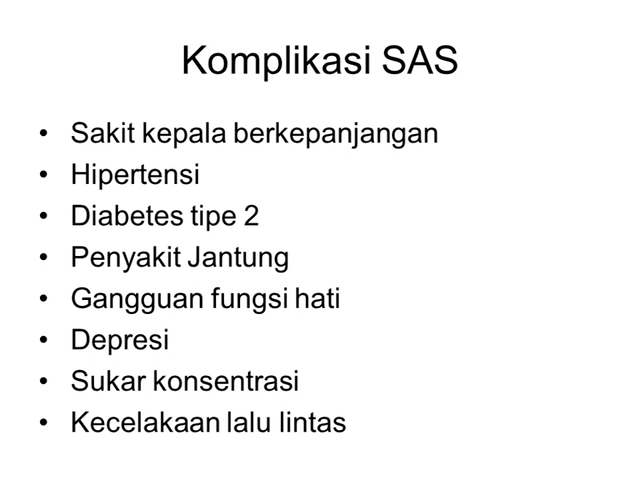 Komplikasi SAS
• Sakit kepala berkepanjangan
• Hipertensi
• Diabetes tipe 2
• Penyakit Jantung
• Gangguan fungsi hati
• Depresi
• Sukar konsentrasi
• Kecelakaan lalu lintas